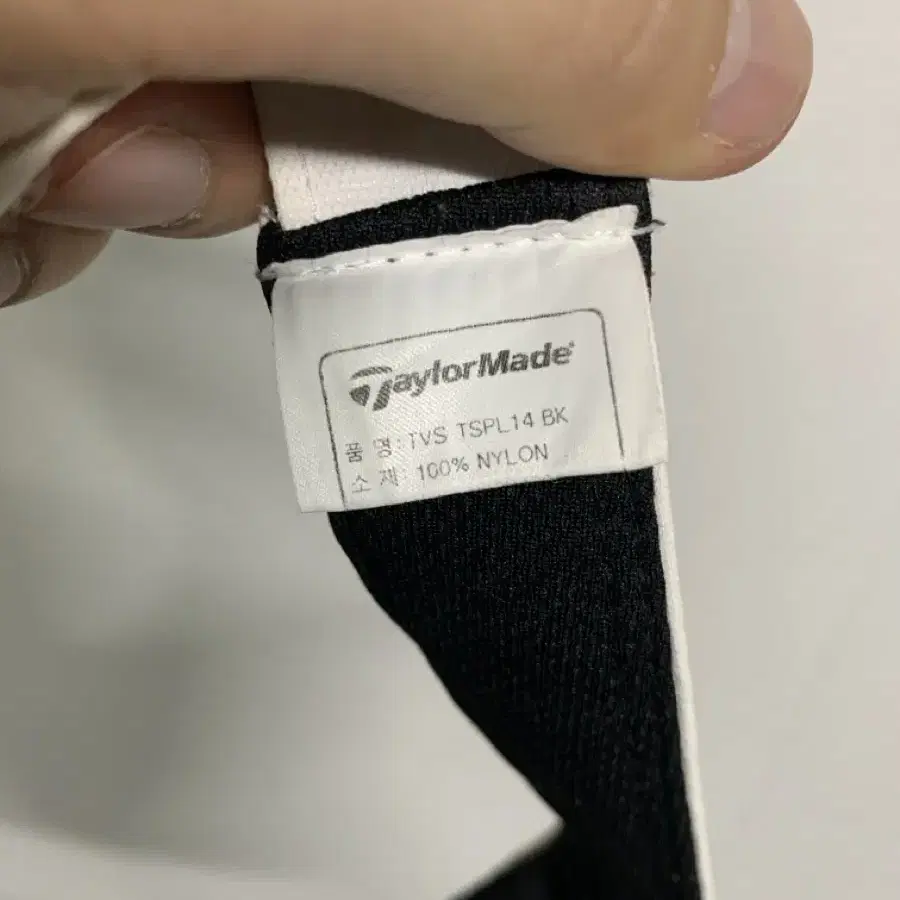 TaylorMade
품 명: TVS TSPL14 BK
소 재: 100% NYLON